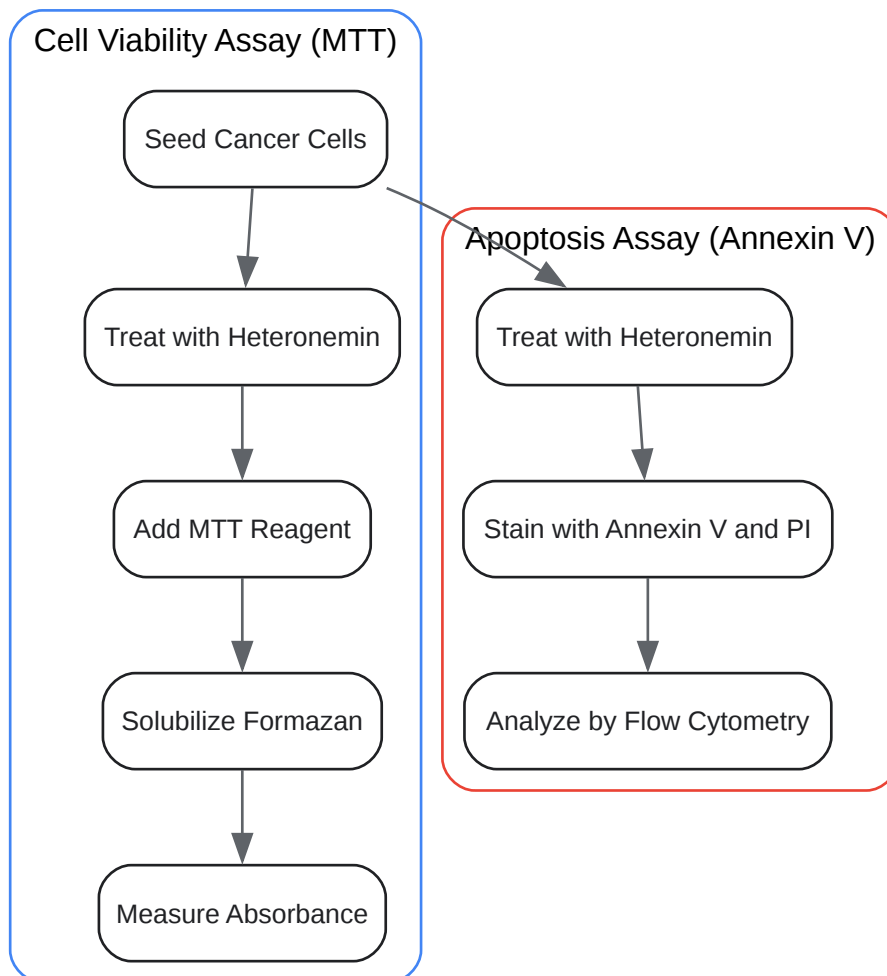 Cell Viability Assay (MTT)
Seed Cancer Cells
Treat with Heteronemin
Add MTT Reagent
Solubilize Formazan
Measure Absorbance
Apoptosis Assay (Annexin V)
Treat with Heteronemin
Stain with Annexin V and PI
Analyze by Flow Cytometry